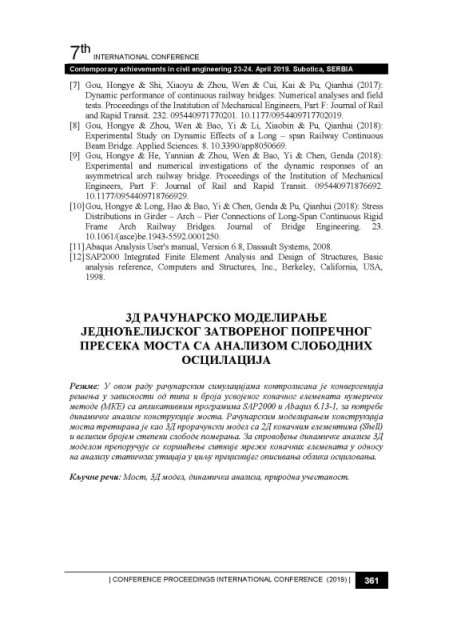 7th INTERNATIONAL CONFERENCE
Contemporary achievements in civil engineering 23-24. April 2019. Subotica, SERBIA
[7] Gou, Hongye & Shi, Xiaoyu & Zhou, Wen & Cui, Kai & Pu, Qianhui (2017):
Dynamic performance of continuous railway bridges: Numerical analyses and field
tests. Proceedings of the Institution of Mechanical Engineers, Part F: Journal of Rail
and Rapid Transit. 232. 095440971770201. 10.1177/0954409717702019.
[8] Gou, Hongye & Zhou, Wen & Bao, Yi & Li, Xiaobin & Pu, Qianhui (2018):
Experimental Study on Dynamic Effects of a Long – span Railway Continuous
Beam Bridge. Applied Sciences. 8. 10.3390/app8050669.
[9] Gou, Hongye & He, Yannian & Zhou, Wen & Bao, Yi & Chen, Genda (2018):
Experimental and numerical investigations of the dynamic responses of an
asymmetrical arch railway bridge. Proceedings of the Institution of Mechanical
Engineers, Part F: Journal of Rail and Rapid Transit. 095440971876692.
10.1177/0954409718766929.
[10] Gou, Hongye & Long, Hao & Bao, Yi & Chen, Genda & Pu, Qianhui (2018): Stress
Distributions in Girder – Arch – Pier Connections of Long-Span Continuous Rigid
Frame Arch Railway Bridges. Journal of Bridge Engineering. 23.
10.1061/(asce)be.1943-5592.0001250.
[11] Abaqus Analysis User's manual, Version 6.8, Dassault Systems, 2008.
[12] SAP2000 Integrated Finite Element Analysis and Design of Structures, Basic
analysis reference, Computers and Structures, Inc., Berkeley, California, USA,
1998.
3Д РАЧУНАРСКО МОДЕЛИРАЊЕ
ЈЕДНОЋЕЛИЈСКОГ ЗАТВОРЕНОГ ПОПРЕЧНОГ
ПРЕСЕКА МОСТА СА АНАЛИЗОМ СЛОБОДНИХ
ОСЦИЛАЦИЈА
Резиме: У овом раду рачунарским симулацијама контролисана је конвергенција
решења у зависности од типа и броја усвојеног коначног елемената нумеричке
методе (МКЕ) са апликативним програмима SAP2000 и Abaqus 6.13-1, за потребе
динамичке анализе конструкције моста. Рачунарским моделирањем конструкција
моста третирана је као 3Д прорачунски модел са 2Д коначним елементима (Shell)
и великим бројем степени слободе померања. За спровођење динамичке анализе 3Д
моделом препоручује се коришћење ситније мреже коначних елемената у односу
на анализу статичких утицаја у циљу прецизнијег описивања облика осциловања.
Кључне речи: Мост, 3Д модел, динамичка анализа, природна учестаност.
| CONFERENCE PROCEEDINGS INTERNATIONAL CONFERENCE (2019) | 361